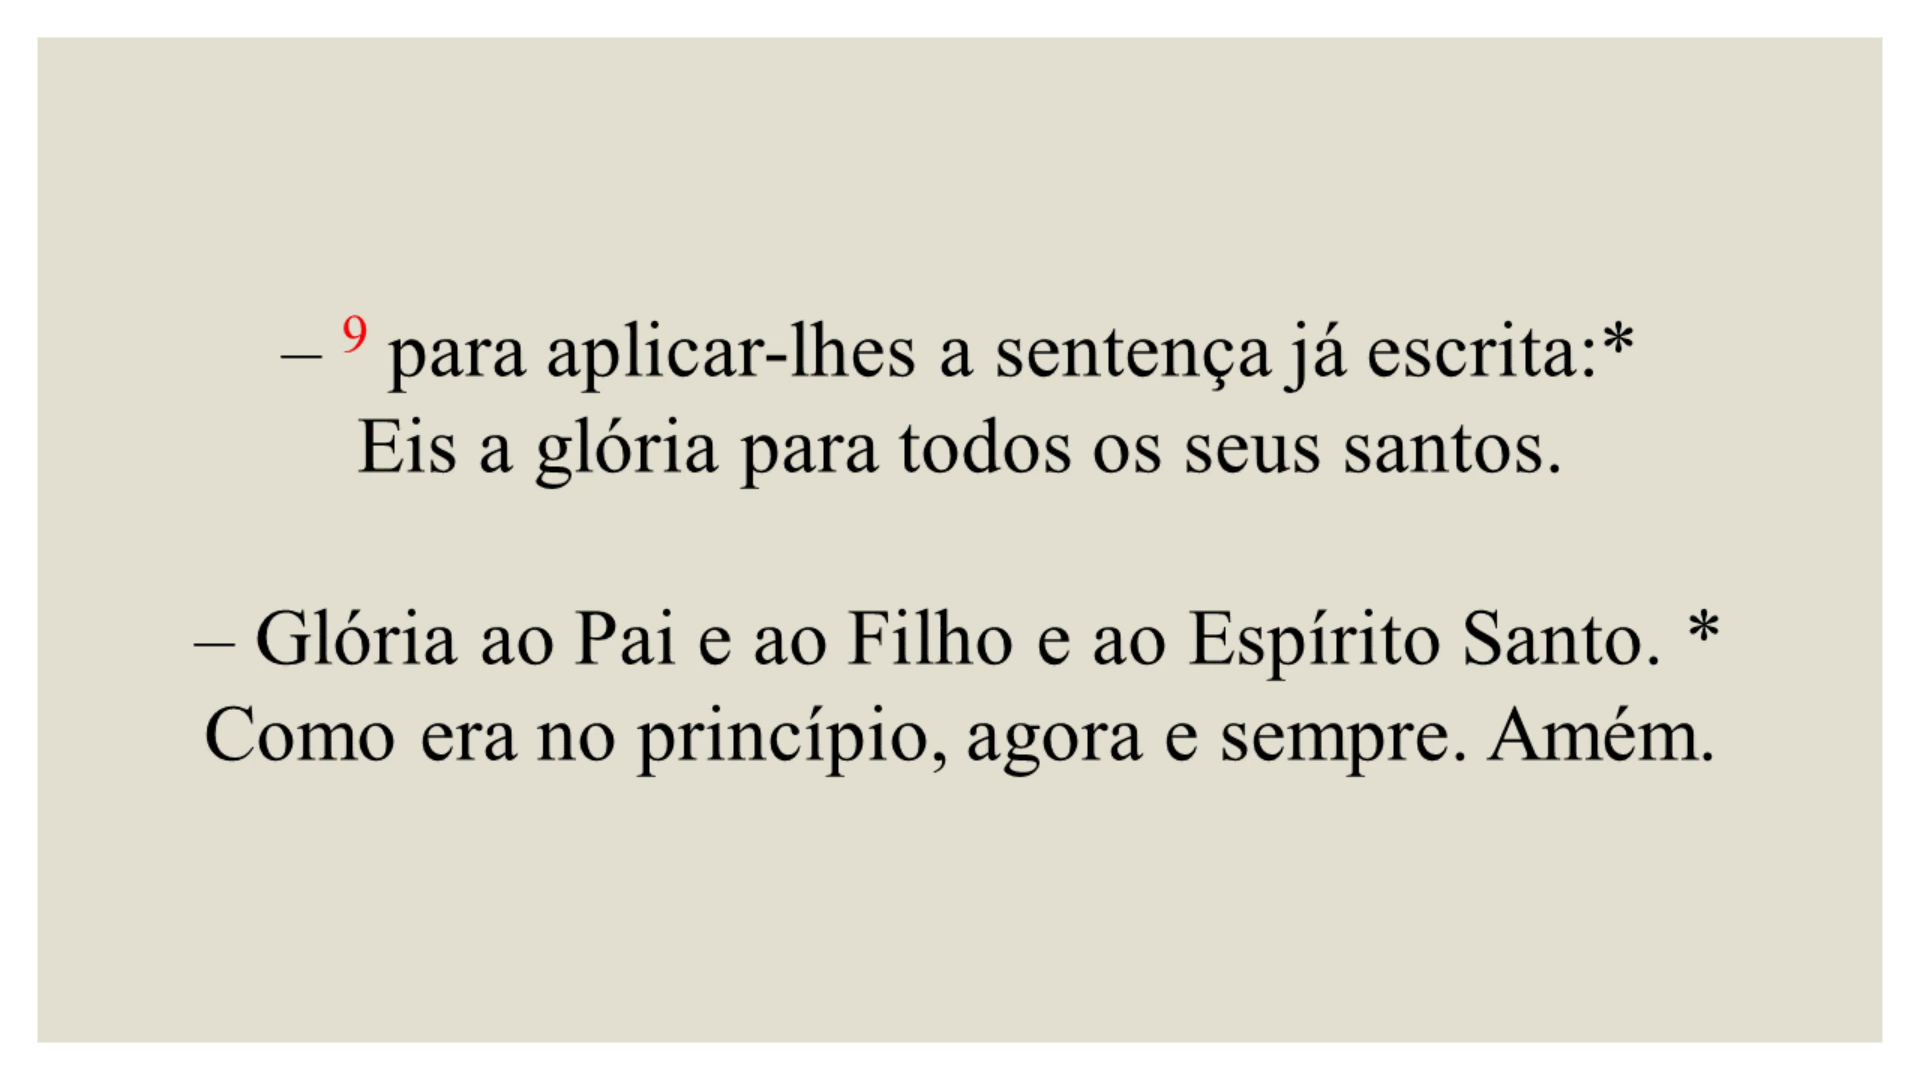 – 9 para aplicar-lhes a sentença já escrita:*
Eis a glória para todos os seus santos.
– Glória ao Pai e ao Filho e ao Espírito Santo. *
Como era no princípio, agora e sempre. Amém.